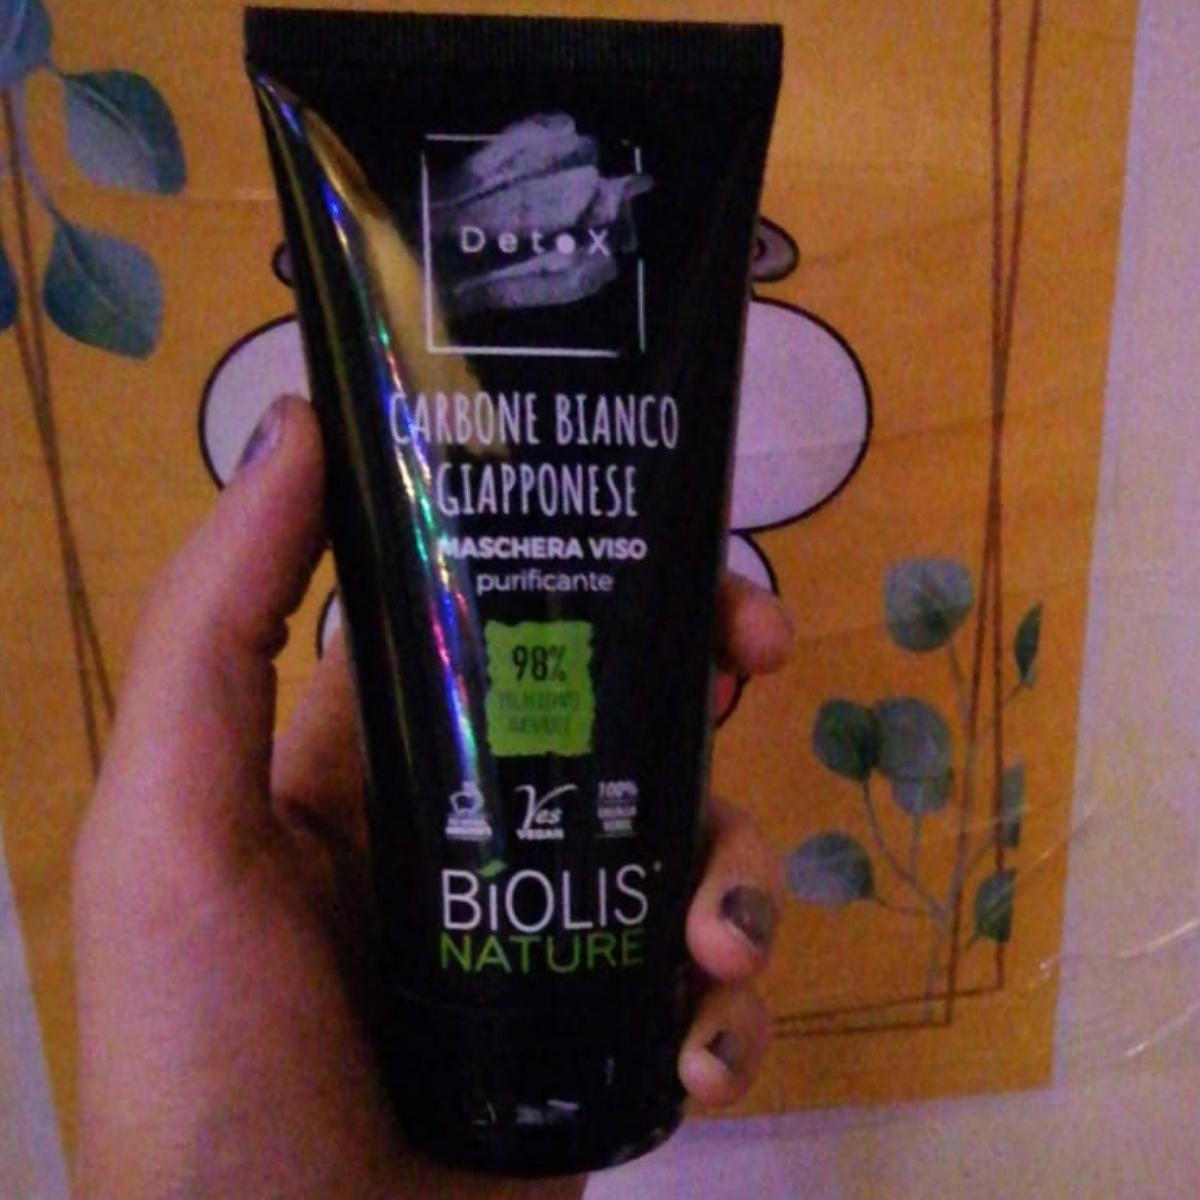 Detox
CARBONE BIANCO
GIAPPONESE
MASCHERA VISO
purificante
98%
Yes
VEGAN
100%
BiOLIS
NATURE